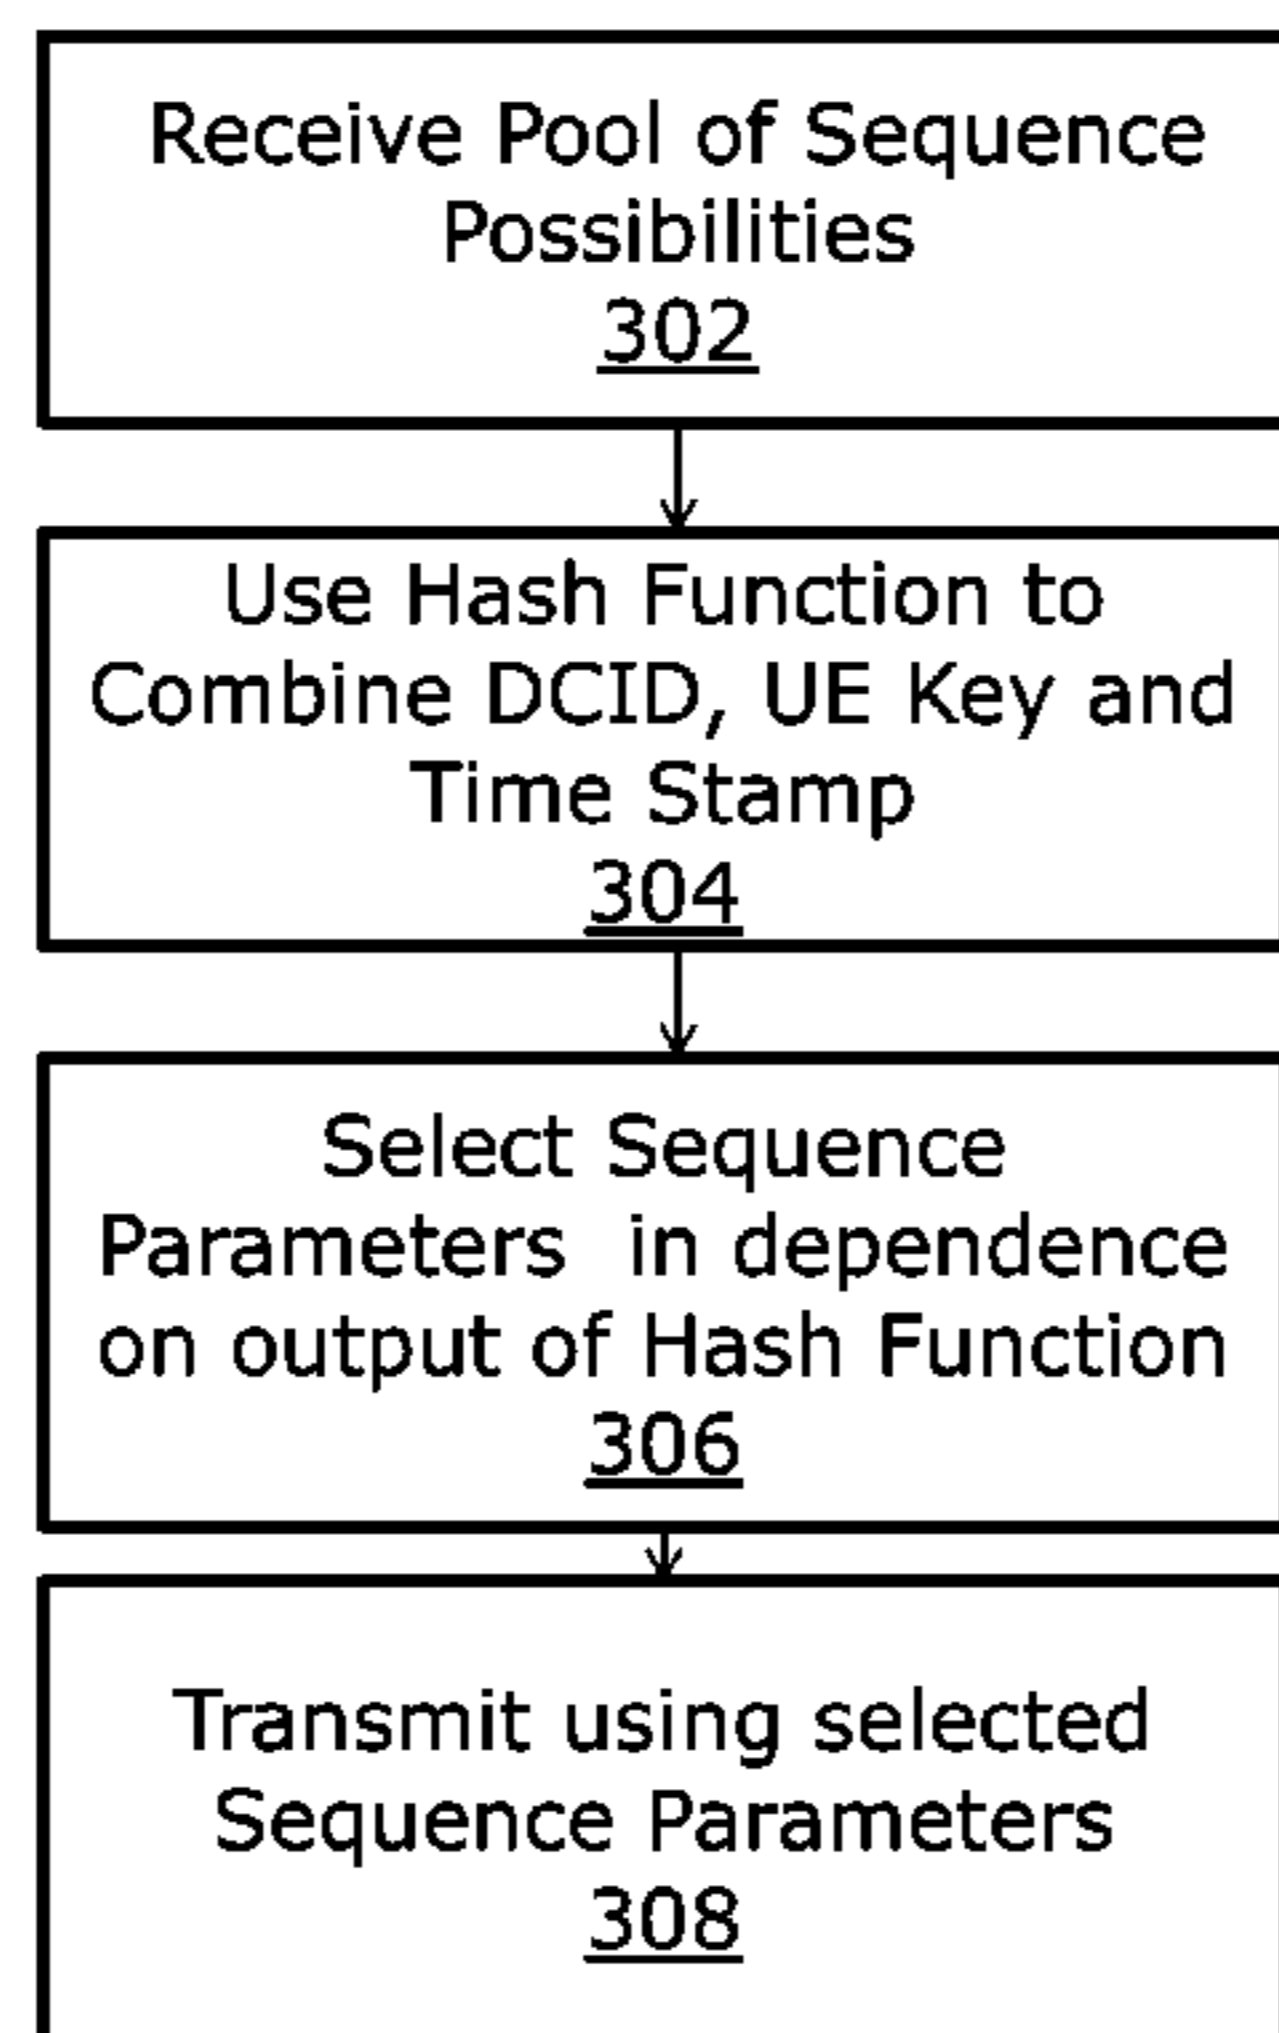 Receive Pool of Sequence
Possibilities
302
Use Hash Function to
Combine DCID, UE Key and
Time Stamp
304
Select Sequence
Parameters  in dependence
on output of Hash Function
306
Transmit using selected
Sequence Parameters
308